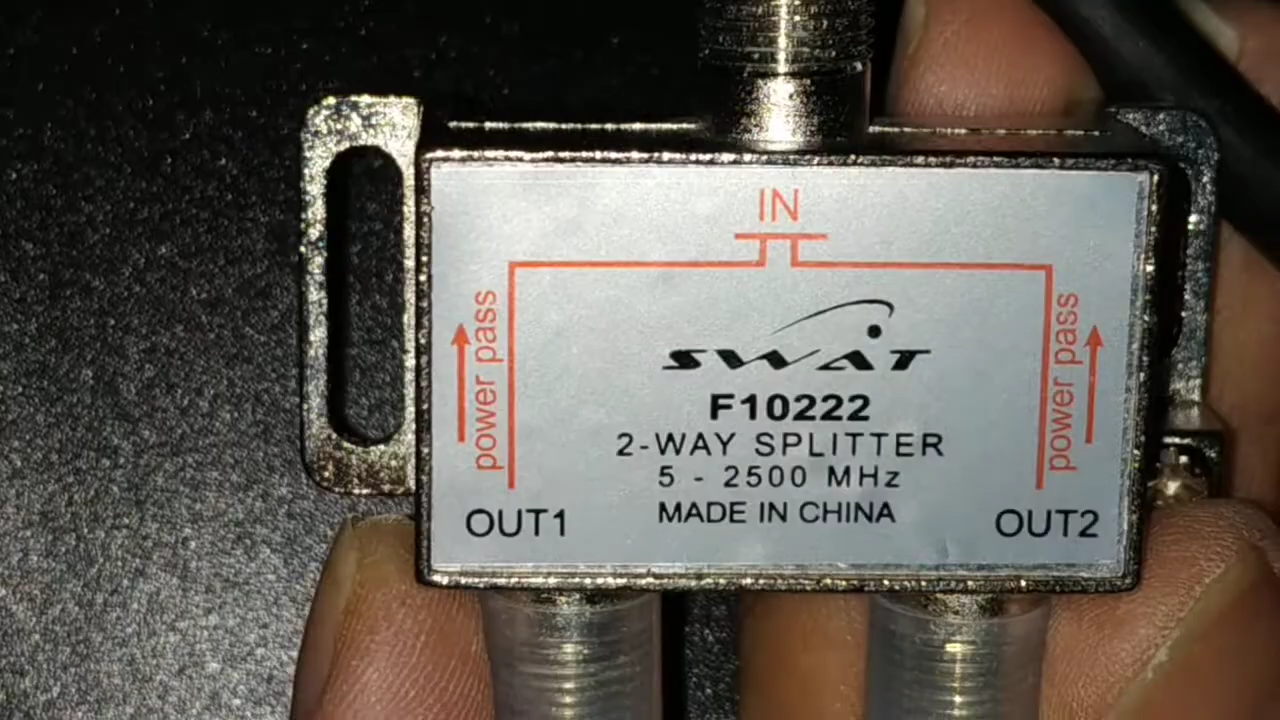 IN
power pass
power pass
SWAT
F10222
2-WAY SPLITTER
5 - 2500 MHz
MADE IN CHINA
OUT1
OUT2